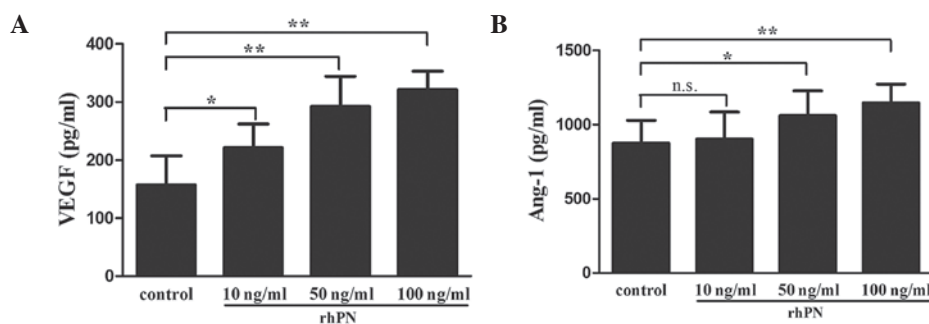 A
VEGF (pg/ml)
400
300
200
100
0
*
**
**
control
10 ng/ml
50 ng/ml
100 ng/ml
rhPN
B
Ang-1 (pg/ml)
1500
1000
500
0
n.s.
*
**
control
10 ng/ml
50 ng/ml
100 ng/ml
rhPN